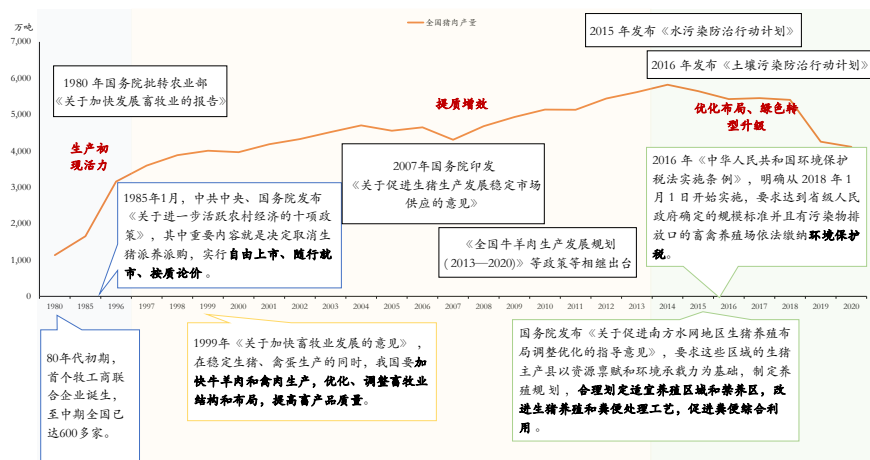 万吨
全国猪肉产量
7,000
6,000
5,000
4,000
3,000
2,000
1,000
0
1980 年国务院批转农业部
《关于加快发展畜牧业的报告》
生产初
现活力
1985年1月，中共中央、国务院发布
《关于进一步活跃农村经济的十项政
策》，其中重要内容就是决定取消生
猪派养派购，实行自由上市、随行就
市、按质论价。
提质增效
2007年国务院印发
《关于促进生猪生产发展稳定市场
供应的意见》
《全国牛羊肉生产发展规划
(2013—2020)》等政策等相继出台
2015 年发布《水污染防治行动计划》
2016 年发布《土壤污染防治行动计划》
优化布局、绿色转
型升级
2016 年《中华人民共和国环境保护
税法实施条例》，明确从 2018 年 1
月 1 日开始实施，要求达到省级人民
政府确定的规模标准并且有污染物排
放口的畜禽养殖场依法缴纳环境保护
税。
1980 1985 1996 1997 1998 1999 2000 2001 2002 2003 2004 2005 2006 2007 2008 2009 2010 2011 2012 2013 2014 2015 2016 2017 2018 2019 2020
80年代初期，
首个牧工商联
合企业诞生，
至中期全国已
达600多家。
1999年《关于加快畜牧业发展的意见》，
在稳定生猪、禽蛋生产的同时，我国要加
快牛羊肉和禽肉生产，优化、调整畜牧业
结构和布局，提高畜产品质量。
国务院发布《关于促进南方水网地区生猪养殖布
局调整优化的指导意见》，要求这些区域的生猪
主产县以资源禀赋和环境承载力为基础，制定养
殖规划，合理划定适宜养殖区域和禁养区，改
进生猪养殖和粪便处理工艺，促进粪便综合利
用。